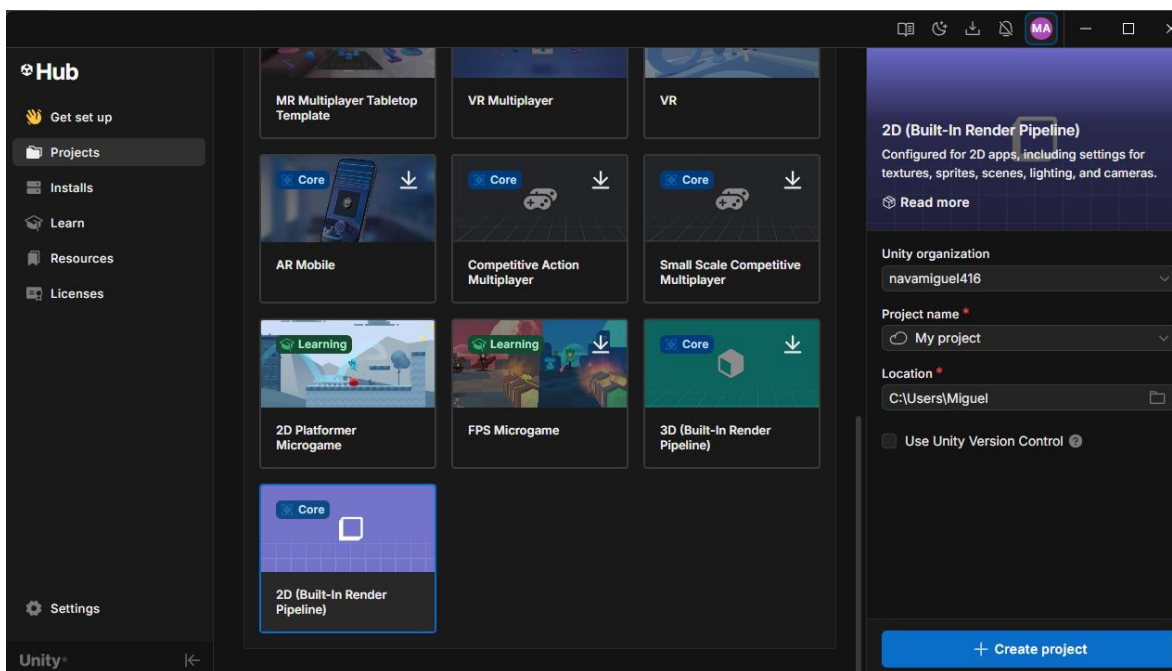 MA
Hub
Get set up
Projects
Installs
Learn
Resources
Licenses
Settings
Unity
MR Multiplayer Tabletop
Template
VR Multiplayer
VR
Core
AR Mobile
Core
Competitive Action
Multiplayer
Core
Small Scale Competitive
Multiplayer
Learning
2D Platformer
Microgame
Learning
FPS Microgame
Core
3D (Built-In Render
Pipeline)
Core
2D (Built-In Render
Pipeline)
2D (Built-In Render Pipeline)
Configured for 2D apps, including settings for
textures, sprites, scenes, lighting, and cameras.
Read more
Unity organization
navamiguel416
Project name *
My project
Location *
C:\Users\Miguel
Use Unity Version Control ?
+ Create project